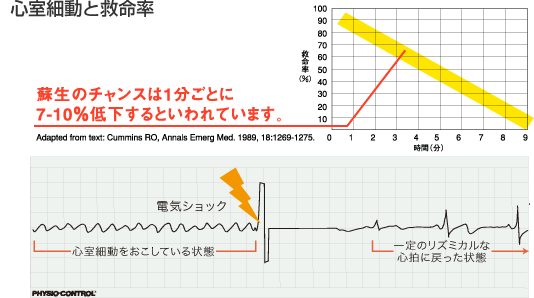 心室細動と救命率
100
90
80
70
60
50
40
30
20
10
救命率(%)
0 1 2 3 4 5 6 7 8 9
時間(分)
蘇生のチャンスは1分ごとに
7-10%低下するといわれています。
Adapted from text: Cummins RO, Annals Emerg Med. 1989, 18:1269-1275.
電気ショック
心室細動をおこしている状態
一定のリズミカルな
心拍に戻った状態
PHYSIO-CONTROL